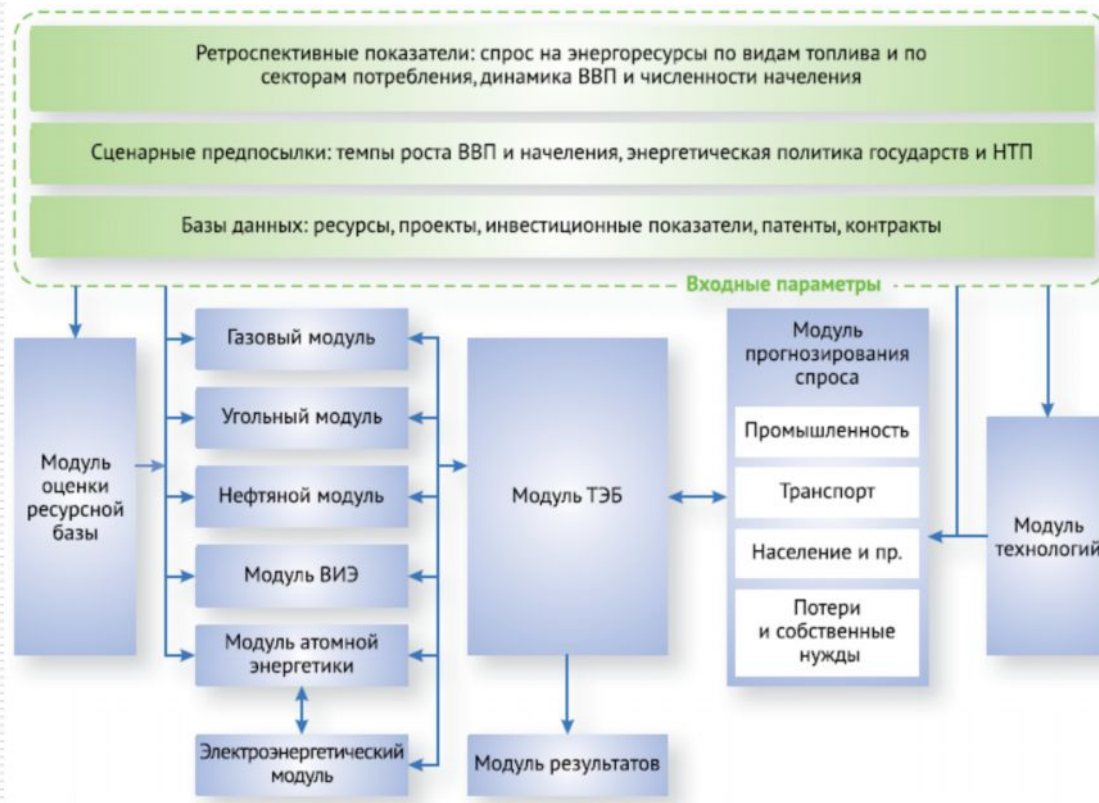 Ретроспективные показатели: спрос на энергоресурсы по видам топлива и по
секторам потребления, динамика ВВП и численности начеления
Сценарные предпосылки: темпы роста ВВП и начеления, энергетическая политика государств и НТП
Базы данных: ресурсы, проекты, инвестиционные показатели, патенты, контракты
Входные параметры
Модуль
оценки
ресурсной
базы
Газовый модуль
Угольный модуль
Нефтяной модуль
Модуль ВИЭ
Модуль атомной
энергетики
Электроэнергетический
модуль
Модуль ТЭБ
Модуль результатов
Модуль
прогнозирования
спроса
Промышленность
Транспорт
Население и пр.
Потери
и собственные
нужды
Модуль
технологий